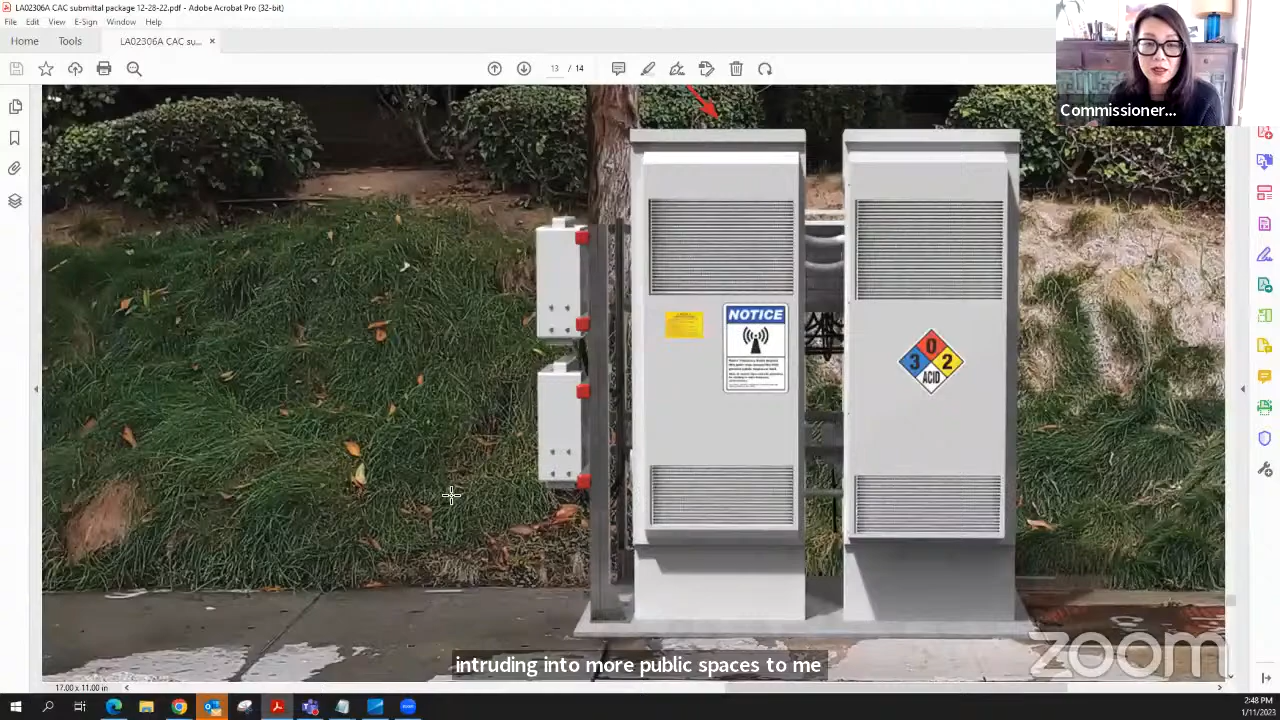 LA02306A CAC submittal package 12-28-22.pdf - Adobe Acrobat Pro (32-bit)
File Edit View E-Sign Window Help
Home Tools LA02306A CAC su... ×
13 / 14
Commissioner...
NOTICE
0
3 2
ACID
zoom
intruding into more public spaces to me
17.00 x 11.00 in
2:48 PM
1/11/2023